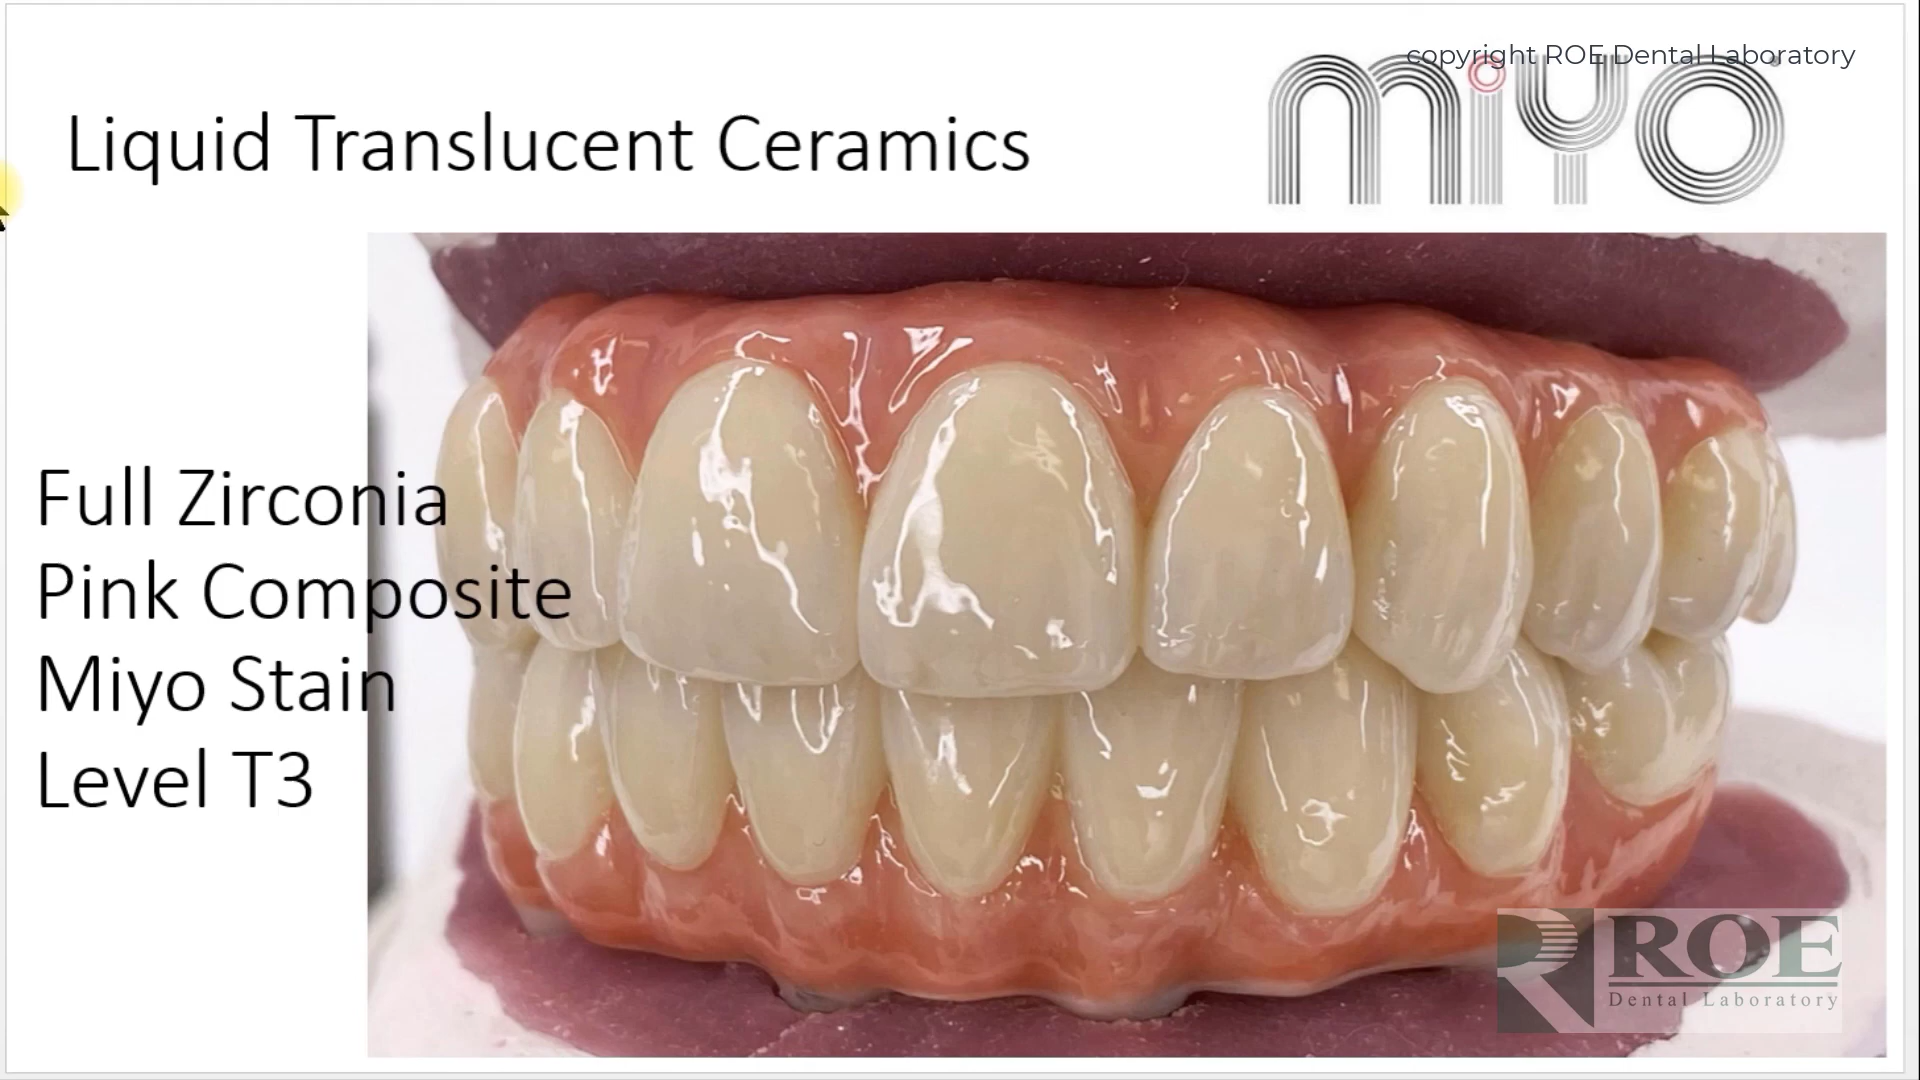 copyright ROE Dental Laboratory
miyo
Liquid Translucent Ceramics
Full Zirconia
Pink Composite
Miyo Stain
Level T3
R ROE
Dental Laboratory